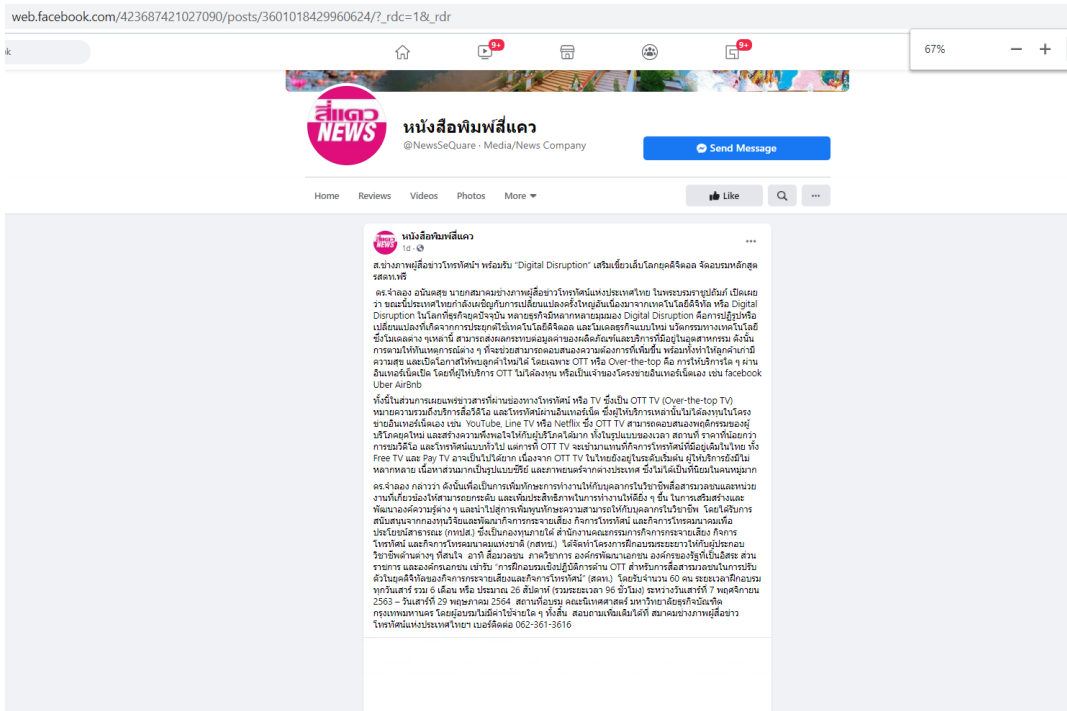 web.facebook.com/423687421027090/posts/3601018429960624/?_rdc=1&_rdr
ok
9+
9+
67%
สี่แคว
NEWS
หนังสือพิมพ์สี่แคว
@NewsSeQuare · Media/News Company
Send Message
Home Reviews Videos Photos More
Like
หนังสือพิมพ์สี่แคว
1d
ส.ช่างภาพผู้สื่อข่าวโทรทัศน์ฯ พร้อมรับ "Digital Disruption" เสริมเขี้ยวเล็บโลกยุคดิจิตอล จัดอบรมหลักสูต
รสตท.ฟรี
ดร.จำลอง อนันตสุข นายกสมาคมช่างภาพผู้สื่อข่าวโทรทัศน์แห่งประเทศไทย ในพระบรมราชูปถัมภ์ เปิดเผย
ว่า ขณะนี้ประเทศไทยกำลังเผชิญกับการเปลี่ยนแปลงครั้งใหญ่อันเนื่องมาจากเทคโนโลยีดิจิทัล หรือ Digital
Disruption ในโลกที่ธุรกิจยุคปัจจุบัน หลายธุรกิจมีหลากหลายมุมมอง Digital Disruption คือการปฏิรูปหรือ
เปลี่ยนแปลงที่เกิดจากการประยุกต์ใช้เทคโนโลยีดิจิตอล และโมเดลธุรกิจแบบใหม่ นวัตกรรมทางเทคโนโลยี
ซึ่งโมเดลต่าง ๆเหล่านี้ สามารถส่งผลกระทบต่อมูลค่าของผลิตภัณฑ์และบริการที่มีอยู่ในอุตสาหกรรม ดังนั้น
การตามให้ทันเหตุการณ์ต่าง ๆ ที่จะช่วยสามารถตอบสนองความต้องการที่เพิ่มขึ้น พร้อมทั้งทำให้ลูกค้าเก่ามี
ความสุข และเปิดโอกาสให้พบลูกค้าใหม่ได้ โดยเฉพาะ OTT หรือ Over-the-top คือ การให้บริการใด ๆ ผ่าน
อินเทอร์เน็ตเปิด โดยที่ผู้ให้บริการ OTT ไม่ได้ลงทุน หรือเป็นเจ้าของโครงข่ายอินเทอร์เน็ตเอง เช่น facebook
Uber AirBnb
ทั้งนี้ในส่วนการเผยแพร่ข่าวสารที่ผ่านช่องทางโทรทัศน์ หรือ TV ซึ่งเป็น OTT TV (Over-the-top TV)
หมายความรวมถึงบริการสื่อวีดีโอ และโทรทัศน์ผ่านอินเทอร์เน็ต ซึ่งผู้ให้บริการเหล่านั้นไม่ได้ลงทุนในโครง
ข่ายอินเทอร์เน็ตเอง เช่น YouTube, Line TV หรือ Netflix ซึ่ง OTT TV สามารถตอบสนองพฤติกรรมของผู้
บริโภคยุคใหม่ และสร้างความพึงพอใจให้กับผู้บริโภคได้มาก ทั้งในรูปแบบของเวลา สถานที่ ราคาที่น้อยกว่า
การชมวีดีโอ และโทรทัศน์แบบทั่วไป แต่การที่ OTT TV จะเข้ามาแทนที่กิจการโทรทัศน์ที่มีอยู่เดิมในไทย ทั้ง
Free TV และ Pay TV อาจเป็นไปได้ยาก เนื่องจาก OTT TV ในไทยยังอยู่ในระดับเริ่มต้น ผู้ให้บริการยังมีไม่
หลากหลาย เนื้อหาส่วนมากเป็นรูปแบบซีรีย์ และภาพยนตร์จากต่างประเทศ ซึ่งไม่ได้เป็นที่นิยมในคนหมู่มาก
ดร.จำลอง กล่าวว่า ดังนั้นเพื่อเป็นการเพิ่มทักษะการทำงานให้กับบุคลากรในวิชาชีพสื่อสารมวลชนและหน่วย
งานที่เกี่ยวข้องให้สามารถยกระดับ และเพิ่มประสิทธิภาพในการทำงานให้ดียิ่ง ๆ ขึ้น ในการเสริมสร้างและ
พัฒนาองค์ความรู้ต่าง ๆ และนำไปสู่การเพิ่มพูนทักษะความสามารถให้กับบุคลากรในวิชาชีพ โดยได้รับการ
สนับสนุนจากกองทุนวิจัยและพัฒนากิจการกระจายเสียง กิจการโทรทัศน์ และกิจการโทรคมนาคมเพื่อ
ประโยชน์สาธารณะ (กทปส.) ซึ่งเป็นกองทุนภายใต้ สำนักงานคณะกรรมการกิจการกระจายเสียง กิจการ
โทรทัศน์ และกิจการโทรคมนาคมแห่งชาติ (กสทช.) ได้จัดทำโครงการฝึกอบรมระยะยาวให้กับผู้ประกอบ
วิชาชีพด้านต่างๆ ที่สนใจ อาทิ สื่อมวลชน ภาควิชาการ องค์กรพัฒนาเอกชน องค์กรของรัฐที่เป็นอิสระ ส่วน
ราชการ และองค์กรเอกชน เข้ารับ "การฝึกอบรมเชิงปฏิบัติการด้าน OTT สำหรับการสื่อสารมวลชนในการปรับ
ตัวในยุคดิจิทัลของกิจการกระจายเสียงและกิจการโทรทัศน์" (สตท.) โดยรับจำนวน 60 คน ระยะเวลาฝึกอบรม
ทุกวันเสาร์ รวม 6 เดือน หรือ ประมาณ 26 สัปดาห์ (รวมระยะเวลา 96 ชั่วโมง) ระหว่างวันเสาร์ที่ 7 พฤศจิกายน
2563 – วันเสาร์ที่ 29 พฤษภาคม 2564 สถานที่อบรม คณะนิเทศศาสตร์ มหาวิทยาลัยธุรกิจบัณฑิต
กรุงเทพมหานคร โดยผู้อบรมไม่มีค่าใช้จ่ายใด ๆ ทั้งสิ้น สอบถามเพิ่มเติมได้ที่ สมาคมช่างภาพผู้สื่อข่าว
โทรทัศน์แห่งประเทศไทยฯ เบอร์ติดต่อ 062-361-3616